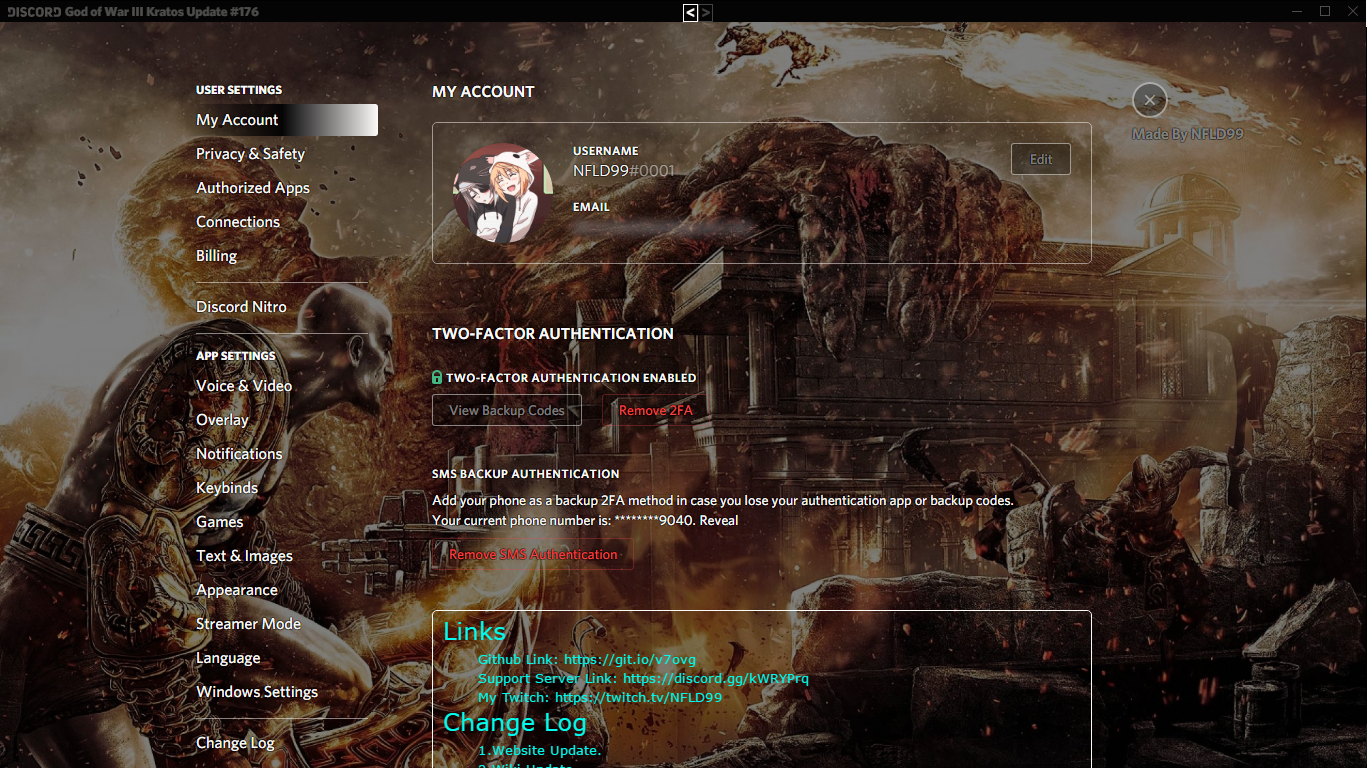 DISCORD God of War III Kratos Update #176
< >
USER SETTINGS
My Account
Privacy & Safety
Authorized Apps
Connections
Billing
Discord Nitro
APP SETTINGS
Voice & Video
Overlay
Notifications
Keybinds
Games
Text & Images
Appearance
Streamer Mode
Language
Windows Settings
Change Log
MY ACCOUNT
USERNAME
NFLD99#0001
Edit
EMAIL
Made By NFLD99
TWO-FACTOR AUTHENTICATION
TWO-FACTOR AUTHENTICATION ENABLED
View Backup Codes
Remove 2FA
SMS BACKUP AUTHENTICATION
Add your phone as a backup 2FA method in case you lose your authentication app or backup codes.
Your current phone number is: ********9040. Reveal
Remove SMS Authentication
Links
Github Link: https://git.io/v7ovg
Support Server Link: https://discord.gg/kWRYPrq
My Twitch: https://twitch.tv/NFLD99
Change Log
1.Website Update.
2.Wiki Update